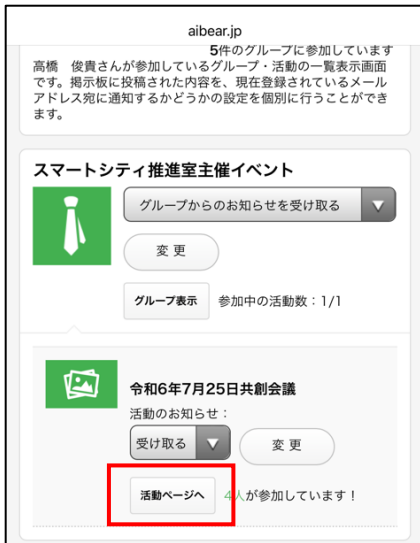 aibear.jp
5件のグループに参加しています
高橋 俊貴さんが参加しているグループ・活動の一覧表示画面
です。掲示板に投稿された内容を、現在登録されているメール
アドレス宛に通知するかどうかの設定を個別に行うことができ
ます。
スマートシティ推進室主催イベント
グループからのお知らせを受け取る
変更
グループ表示 参加中の活動数：1/1
令和6年7月25日共創会議
活動のお知らせ：
受け取る 変更
活動ページへ 4人が参加しています！